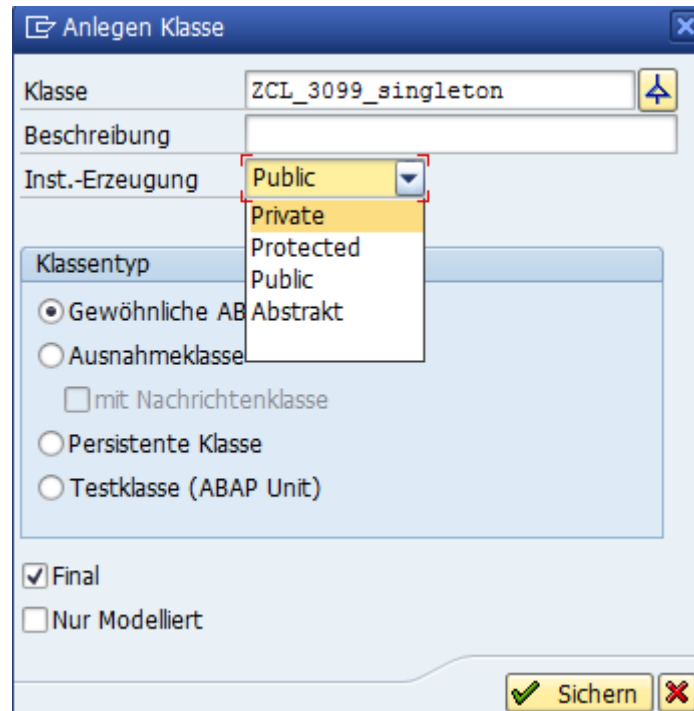 Anlegen Klasse
Klasse ZCL_3099_singleton
Beschreibung
Inst.-Erzeugung Public
Private
Protected
Public
Abstrakt
Klassentyp
Gewöhnliche AB
Ausnahmeklasse
mit Nachrichtenklasse
Persistente Klasse
Testklasse (ABAP Unit)
Final
Nur Modelliert
Sichern